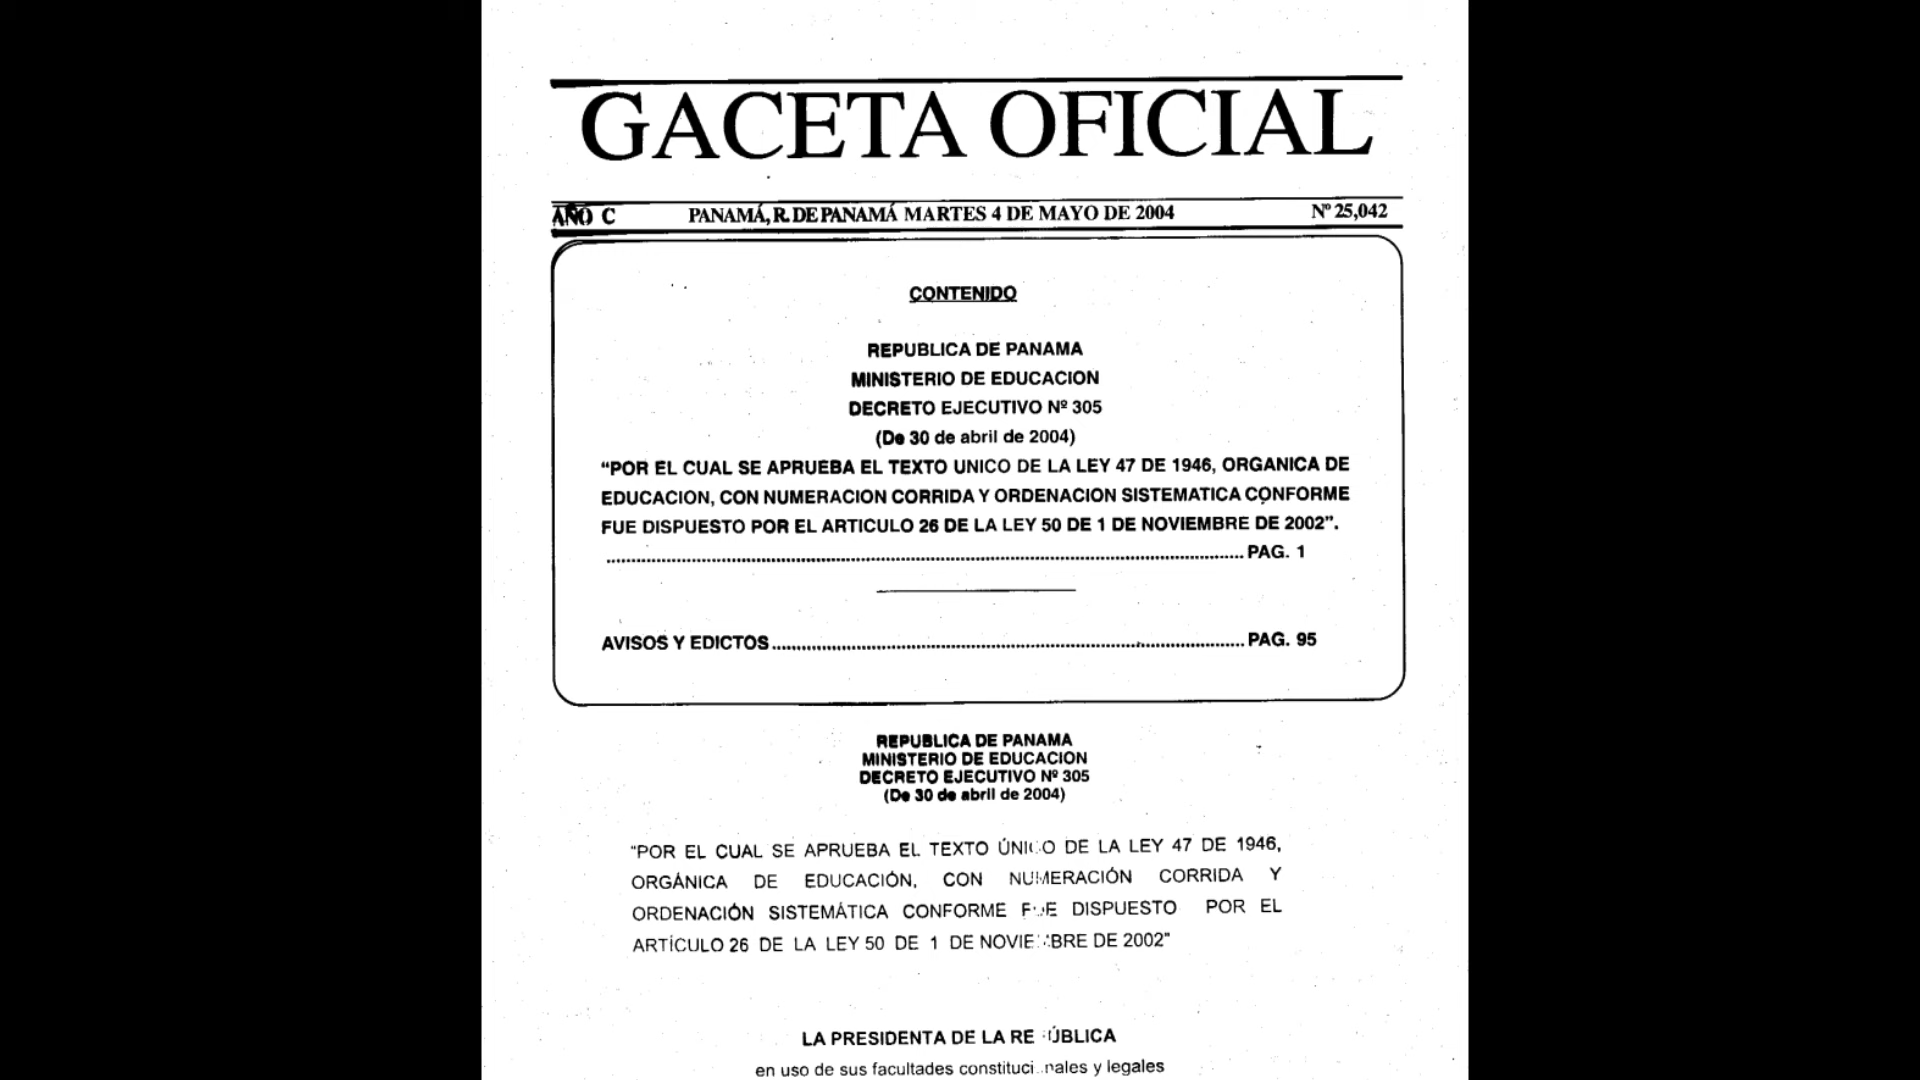 GACETA OFICIAL
AÑO C PANAMÁ, R. DE PANAMÁ MARTES 4 DE MAYO DE 2004 Nº 25,042
CONTENIDO
REPUBLICA DE PANAMA
MINISTERIO DE EDUCACION
DECRETO EJECUTIVO Nº 305
(De 30 de abril de 2004)
“POR EL CUAL SE APRUEBA EL TEXTO UNICO DE LA LEY 47 DE 1946, ORGANICA DE
EDUCACION, CON NUMERACION CORRIDA Y ORDENACION SISTEMATICA CONFORME
FUE DISPUESTO POR EL ARTICULO 26 DE LA LEY 50 DE 1 DE NOVIEMBRE DE 2002”.
PAG. 1
AVISOS Y EDICTOS PAG. 95
REPUBLICA DE PANAMA
MINISTERIO DE EDUCACION
DECRETO EJECUTIVO Nº 305
(De 30 de abril de 2004)
"POR EL CUAL SE APRUEBA EL TEXTO ÚNICO DE LA LEY 47 DE 1946,
ORGÁNICA DE EDUCACIÓN, CON NUMERACIÓN CORRIDA Y
ORDENACIÓN SISTEMÁTICA CONFORME FUE DISPUESTO POR EL
ARTÍCULO 26 DE LA LEY 50 DE 1 DE NOVIEMBRE DE 2002"
LA PRESIDENTA DE LA REPÚBLICA
en uso de sus facultades constitucionales y legales